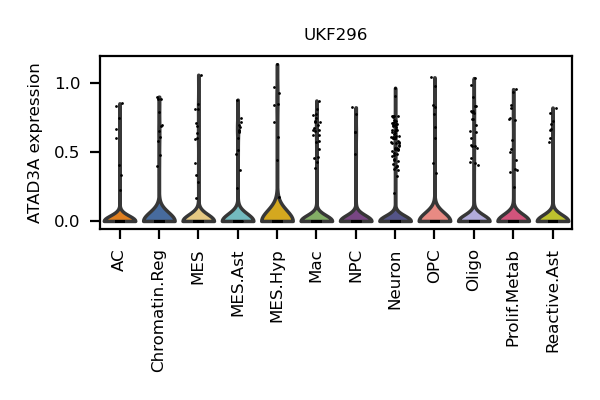 UKF296
ATAD3A expression
1.0
0.5
0.0
AC
Chromatin.Reg
MES
MES.Ast
MES.Hyp
Mac
NPC
Neuron
OPC
Oligo
Prolif.Metab
Reactive.Ast